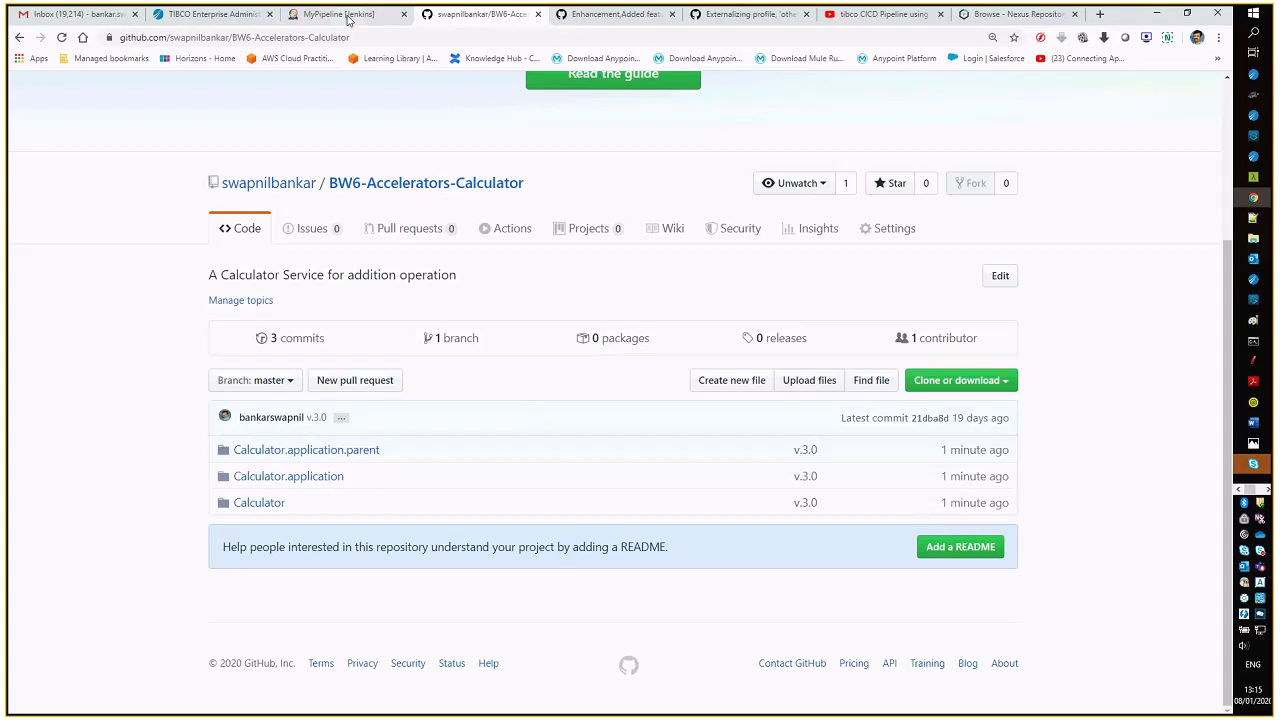 Inbox (19,214) - bankar.sw
TIBCO Enterprise Administ
MyPipeline [Jenkins]
swapnilbankar/BW6-Acce
Enhancement,Added feat
Externalizing profile, 'othe
tibco CICD Pipeline using
Browse - Nexus Repositor
github.com/swapnilbankar/BW6-Accelerators-Calculator
Apps
Managed bookmarks
Horizons - Home
AWS Cloud Practiti...
Learning Library | A...
Knowledge Hub - C...
Download Anypoin...
Download Anypoin...
Download Mule Ru...
Anypoint Platform
Login | Salesforce
(23) Connecting Ap...
»
Read the guide
swapnilbankar / BW6-Accelerators-Calculator
Unwatch 1
Star 0
Fork 0
<> Code
Issues 0
Pull requests 0
Actions
Projects 0
Wiki
Security
Insights
Settings
A Calculator Service for addition operation
Edit
Manage topics
3 commits
1 branch
0 packages
0 releases
1 contributor
Branch: master
New pull request
Create new file
Upload files
Find file
Clone or download
bankarswapnil v.3.0 ...
Latest commit 21dba8d 19 days ago
Calculator.application.parent v.3.0 1 minute ago
Calculator.application v.3.0 1 minute ago
Calculator v.3.0 1 minute ago
Help people interested in this repository understand your project by adding a README.
Add a README
© 2020 GitHub, Inc.
Terms
Privacy
Security
Status
Help
Contact GitHub
Pricing
API
Training
Blog
About
ENG
13:15
08/01/2020